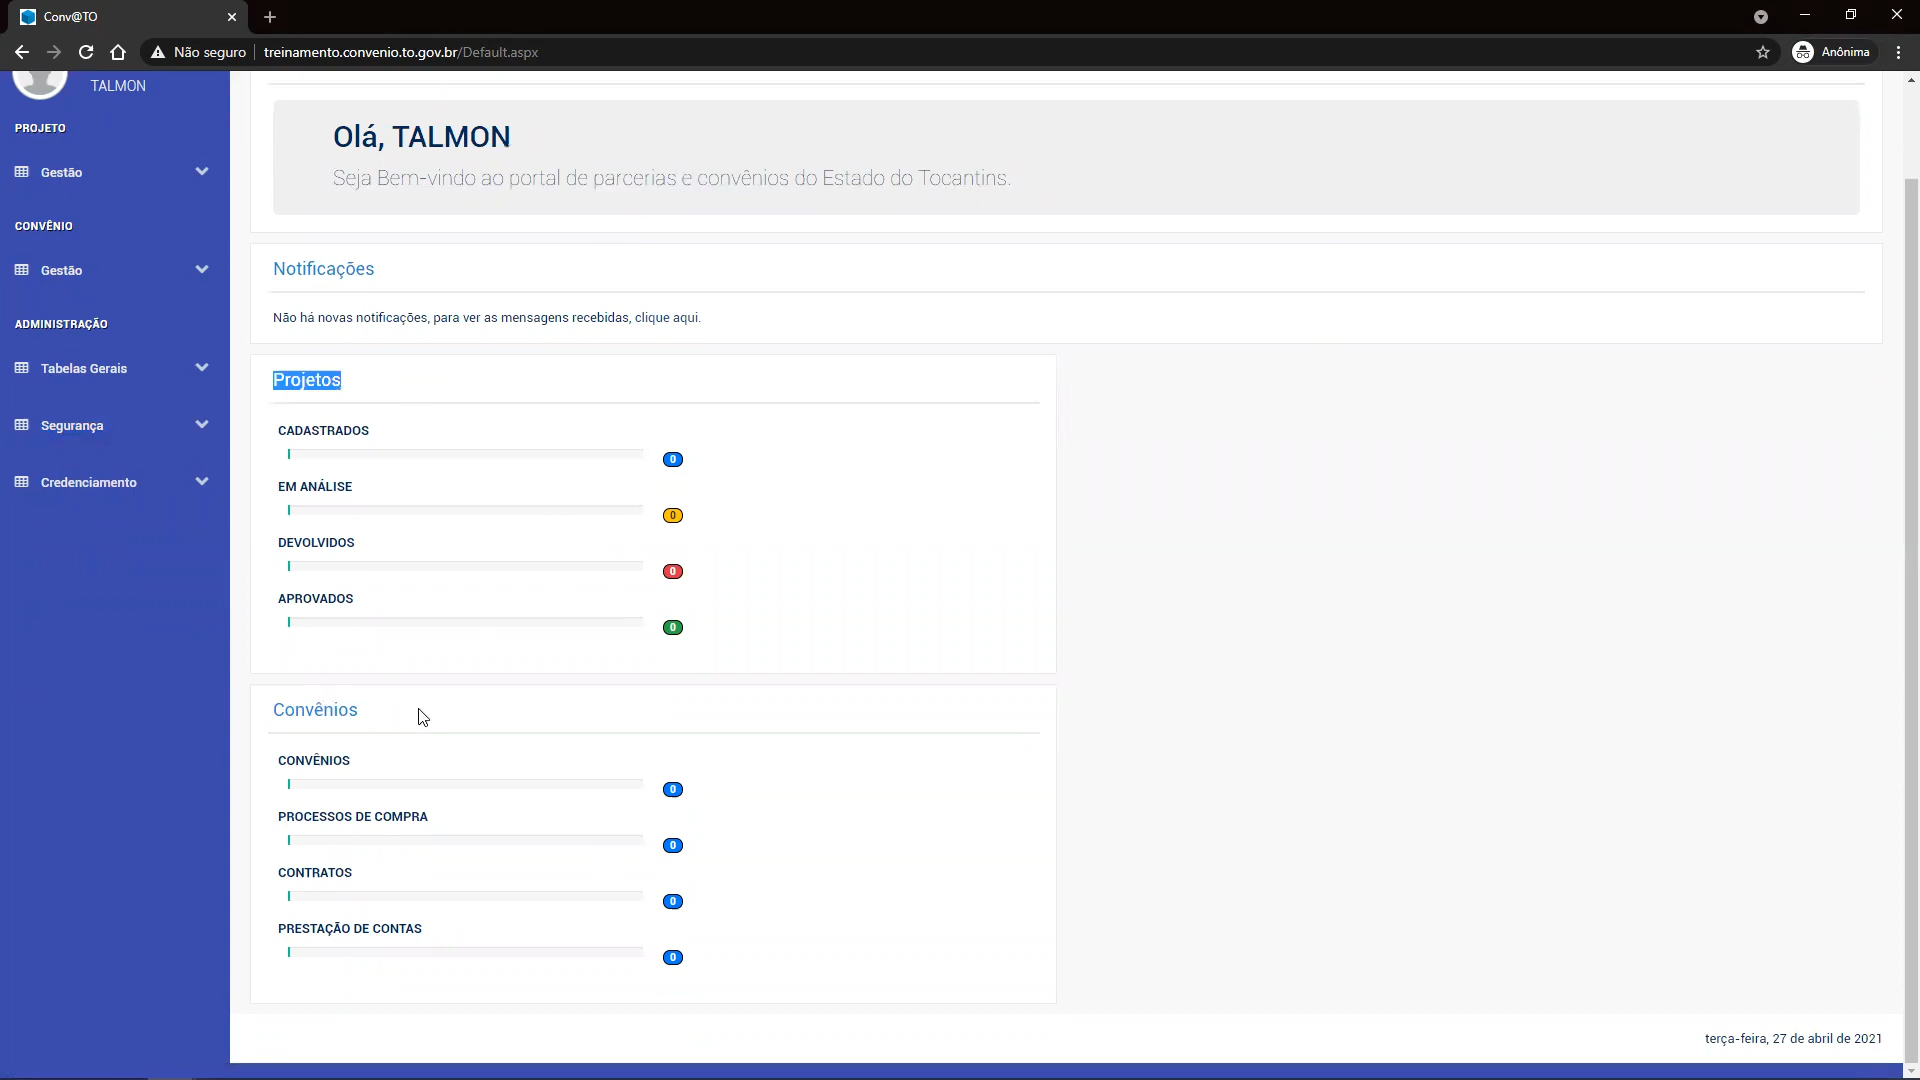 Conv@TO
Não seguro
treinamento.convenio.to.gov.br/Default.aspx
Anônima
TALMON
PROJETO
Gestão
CONVÊNIO
Gestão
ADMINISTRAÇÃO
Tabelas Gerais
Segurança
Credenciamento
Olá, TALMON
Seja Bem-vindo ao portal de parcerias e convênios do Estado do Tocantins.
Notificações
Não há novas notificações, para ver as mensagens recebidas, clique aqui.
Projetos
CADASTRADOS
0
EM ANÁLISE
0
DEVOLVIDOS
0
APROVADOS
0
Convênios
CONVÊNIOS
0
PROCESSOS DE COMPRA
0
CONTRATOS
0
PRESTAÇÃO DE CONTAS
0
terça-feira, 27 de abril de 2021